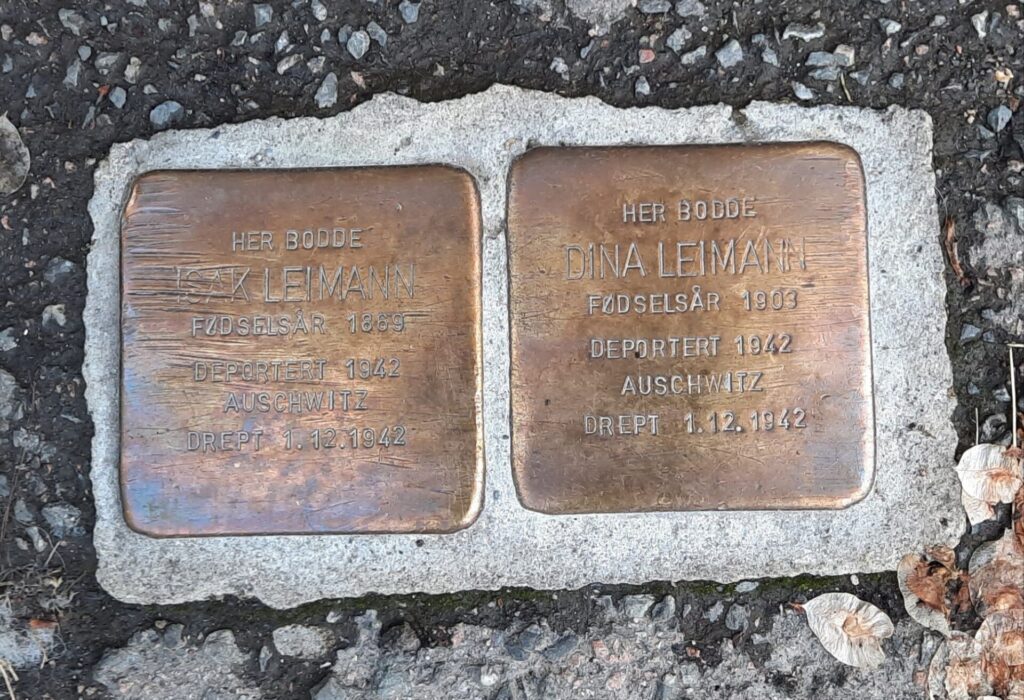 HER BODDE
ISAK LEIMANN
FØDSELSÅR 1869
DEPORTERT 1942
AUSCHWITZ
DREPT 1.12.1942
HER BODDE
DINA LEIMANN
FØDSELSÅR 1903
DEPORTERT 1942
AUSCHWITZ
DREPT 1.12.1942